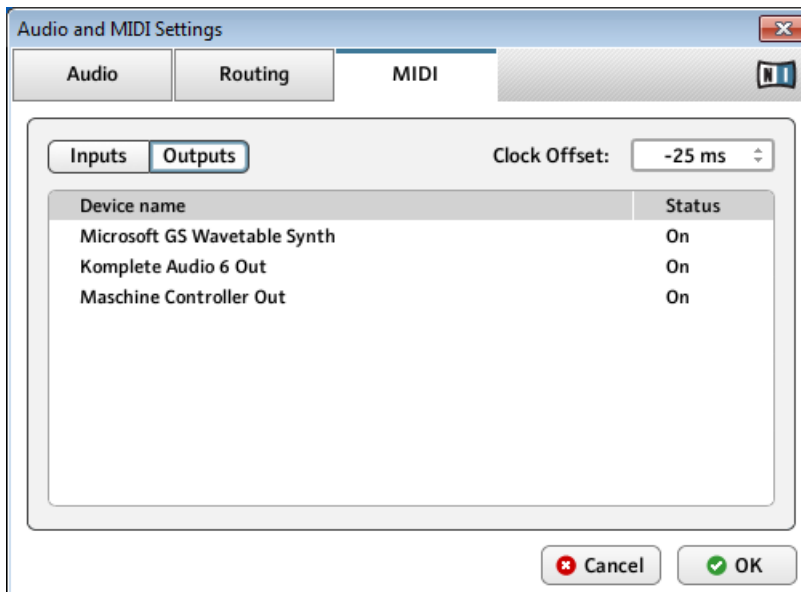 Audio and MIDI Settings
Audio Routing MIDI NI
Inputs Outputs Clock Offset: -25 ms
Device name Status
Microsoft GS Wavetable Synth On
Komplete Audio 6 Out On
Maschine Controller Out On
Cancel OK